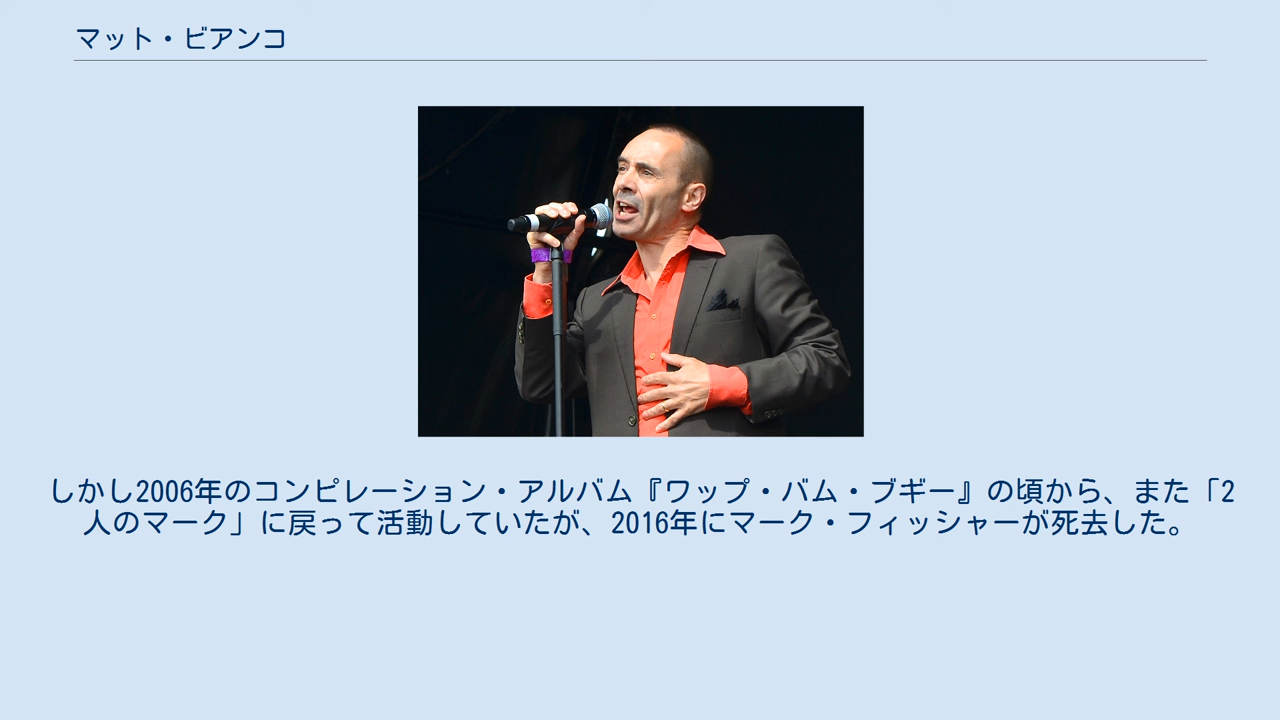 マット・ビアンコ
しかし2006年のコンピレーション・アルバム『ワップ・バム・ブギー』の頃から、また「2
人のマーク」に戻って活動していたが、2016年にマーク・フィッシャーが死去した。